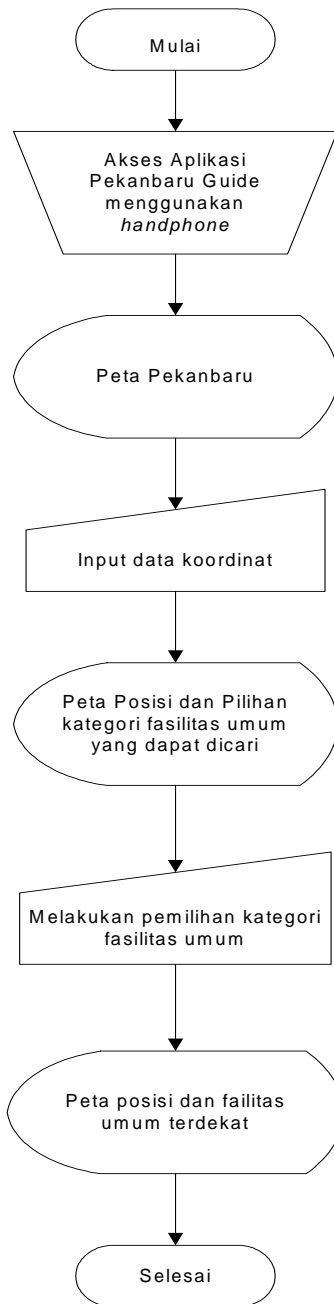 Mulai
Akses Aplikasi
Pekanbaru Guide
menggunakan
handphone
Peta Pekanbaru
Input data koordinat
Peta Posisi dan Pilihan
kategori fasilitas umum
yang dapat dicari
Melakukan pemilihan kategori
fasilitas umum
Peta posisi dan failitas
umum terdekat
Selesai